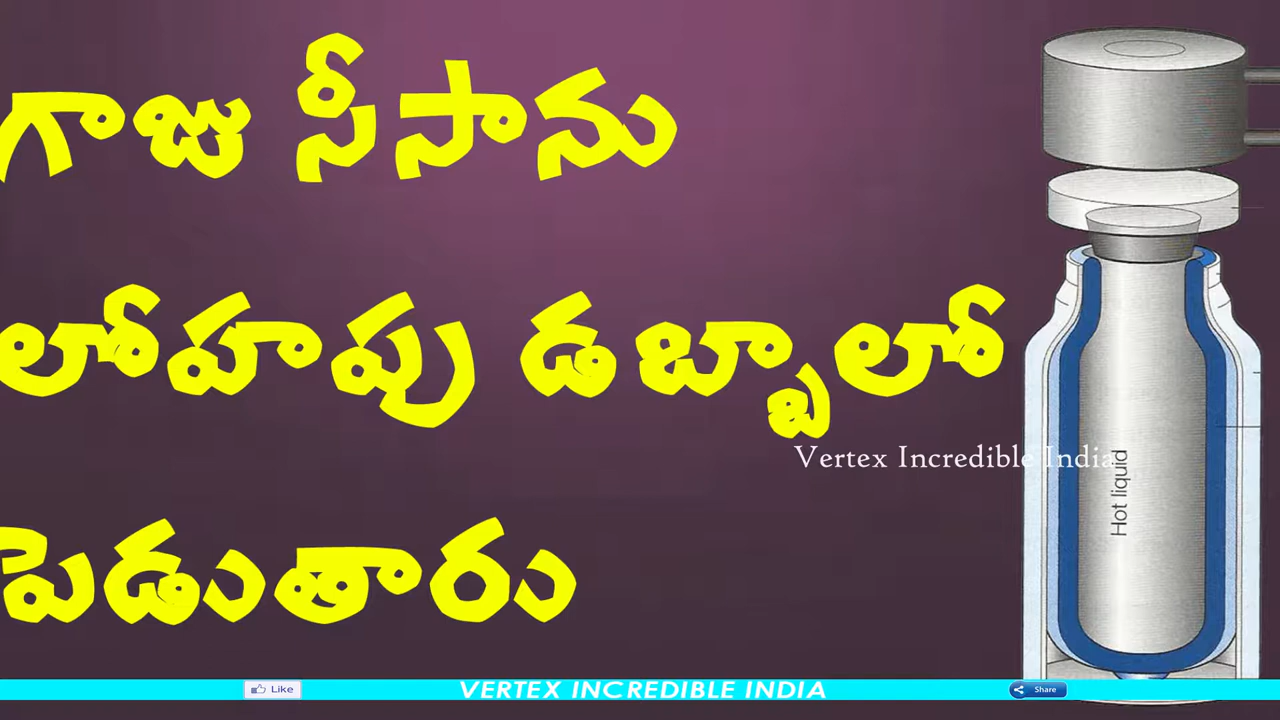 గాజు సీసాను
లోహపు డబ్బాలో
Vertex Incredible India
Hot liquid
పెడుతారు
Like
VERTEX INCREDIBLE INDIA
Share